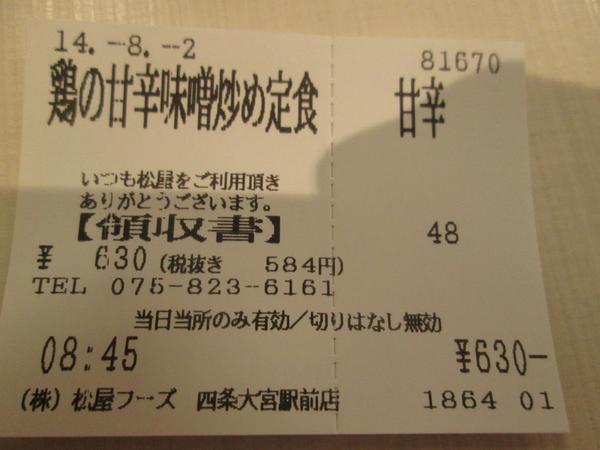 14.-8.--2
81670
鶏の甘辛味噌炒め定食
甘辛
いつも松屋をご利用頂き
ありがとうございます。
【領収書】
48
¥ 630 (税抜き 584円)
TEL 075-823-6161
当日当所のみ有効/切りはなし無効
08:45
¥630-
(株) 松屋フーズ 四条大宮駅前店
1864 01